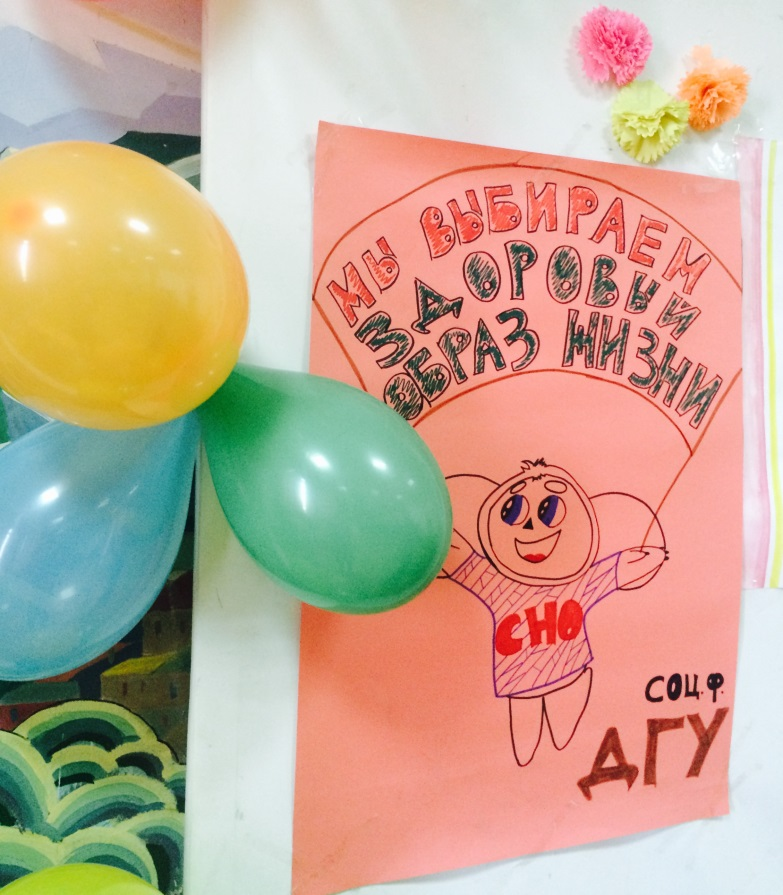 МЫ ВЫБИРАЕМ
ЗДОРОВЫЙ
ОБРАЗ ЖИЗНИ
СНО
СОЦ.Ф.
ДГУ